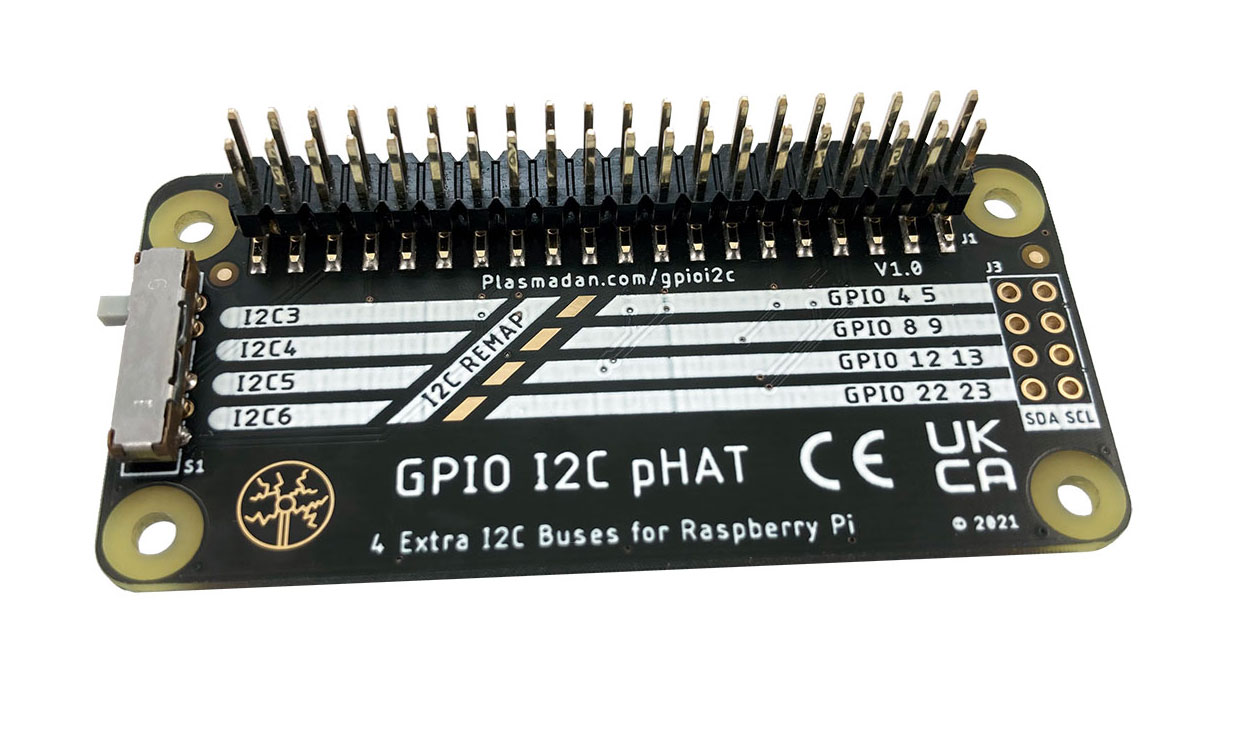 J1
Plasmadan.com/gpioi2c
V1.0
J3
I2C3
GPIO 4 5
I2C4
GPIO 8 9
I2C5
GPIO 12 13
I2C6
GPIO 22 23
I2C REMAP
SDA SCL
S1
GPIO I2C pHAT
CE
UK
CA
4 Extra I2C Buses for Raspberry Pi
© 2021